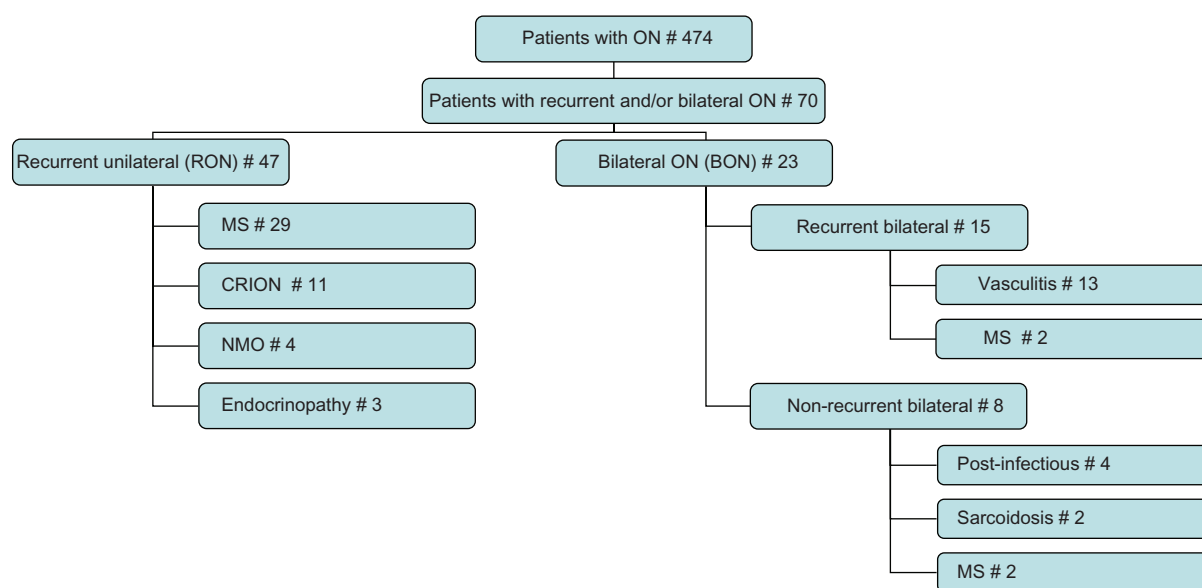 Patients with ON # 474
Patients with recurrent and/or bilateral ON # 70
Recurrent unilateral (RON) # 47
Bilateral ON (BON) # 23
MS # 29
CRION # 11
NMO # 4
Endocrinopathy # 3
Recurrent bilateral # 15
Vasculitis # 13
MS # 2
Non-recurrent bilateral # 8
Post-infectious # 4
Sarcoidosis # 2
MS # 2